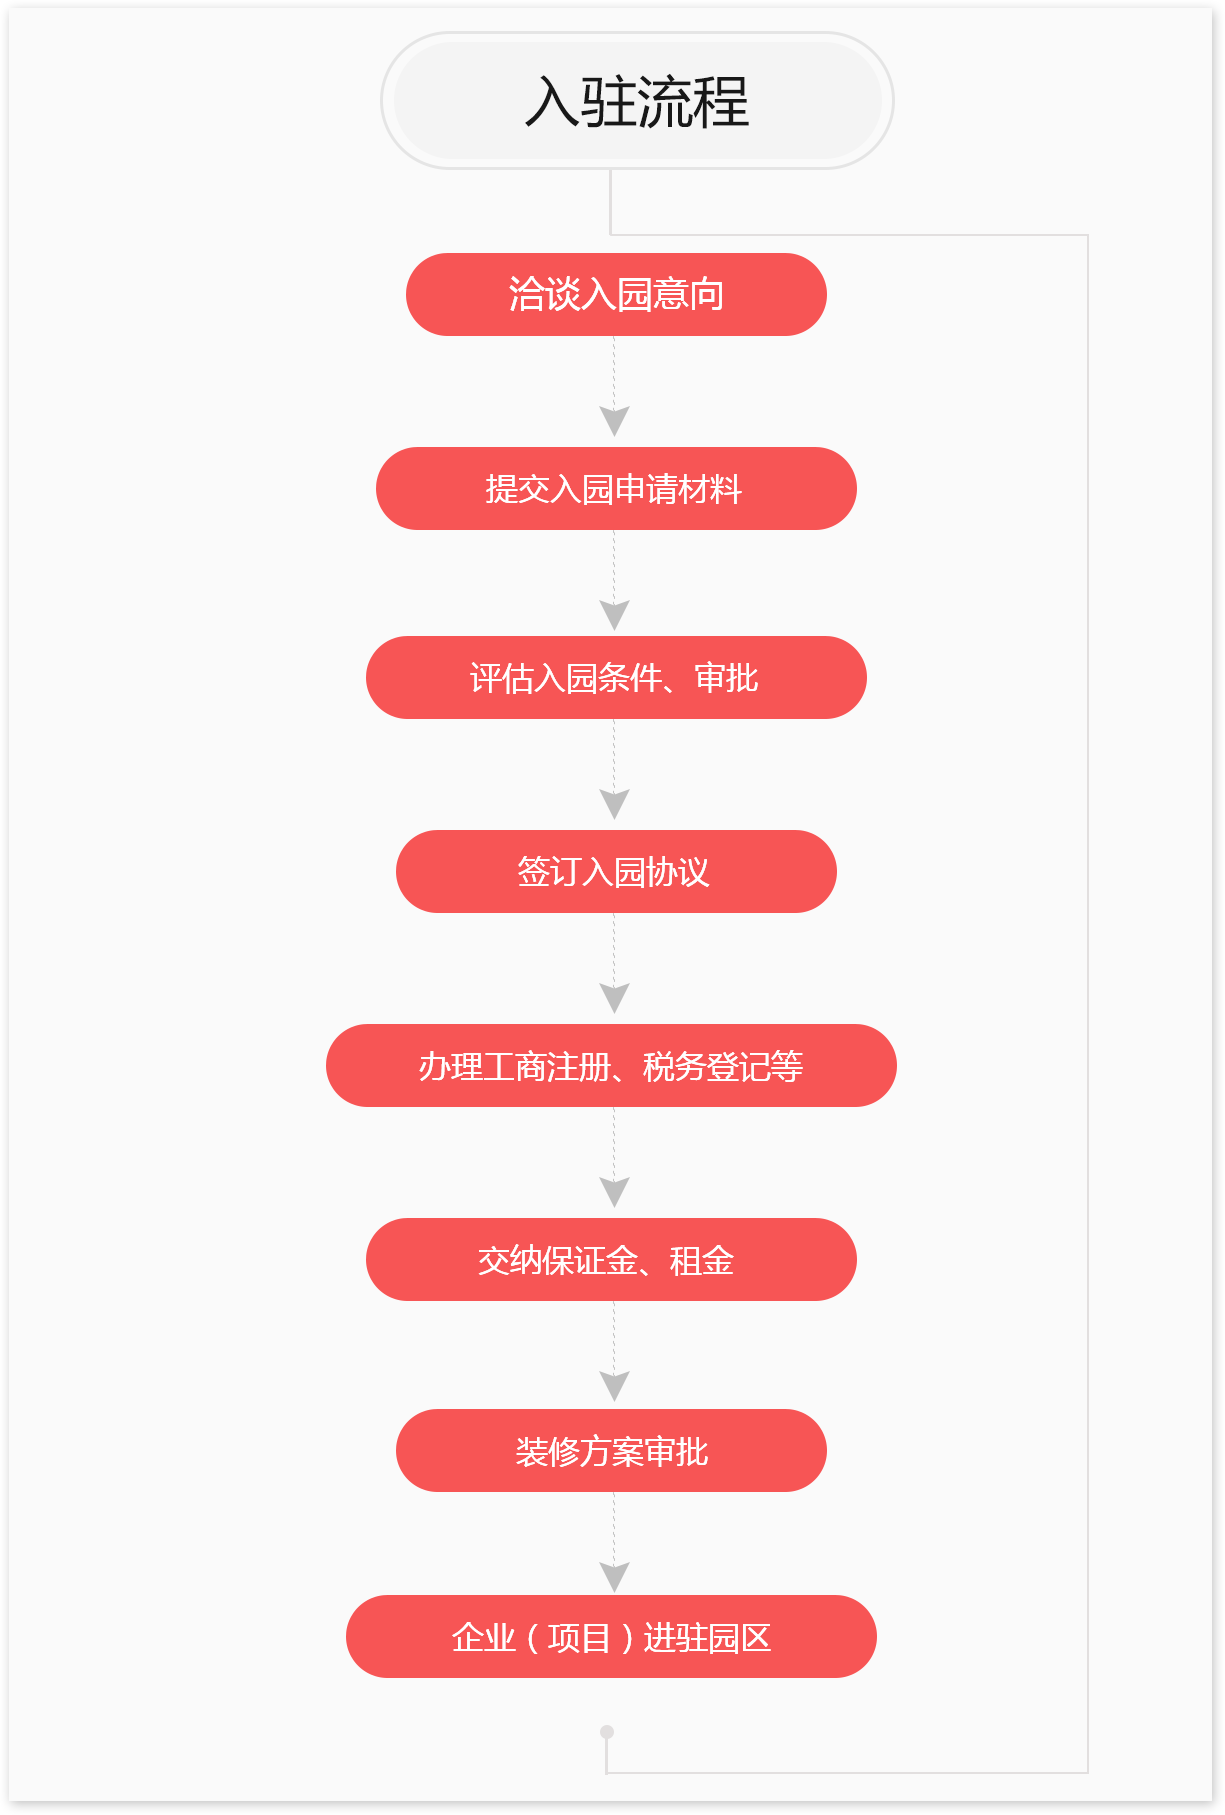 入驻流程
洽谈入园意向
提交入园申请材料
评估入园条件、审批
签订入园协议
办理工商注册、税务登记等
交纳保证金、租金
装修方案审批
企业（项目）进驻园区